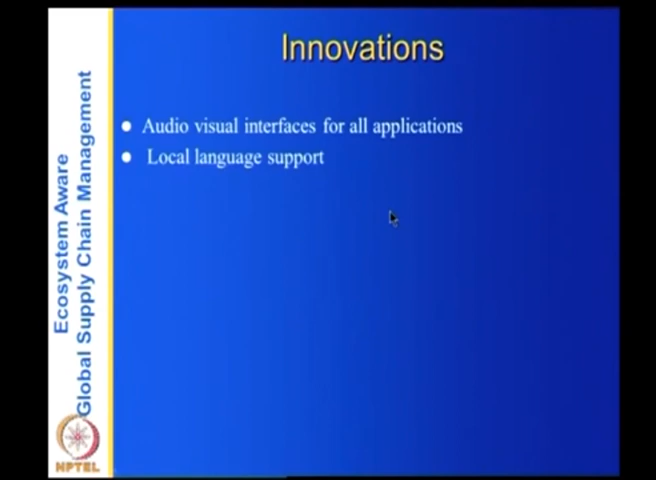 Innovations
Audio visual interfaces for all applications
Local language support
Ecosystem Aware
Global Supply Chain Management
NPTEL